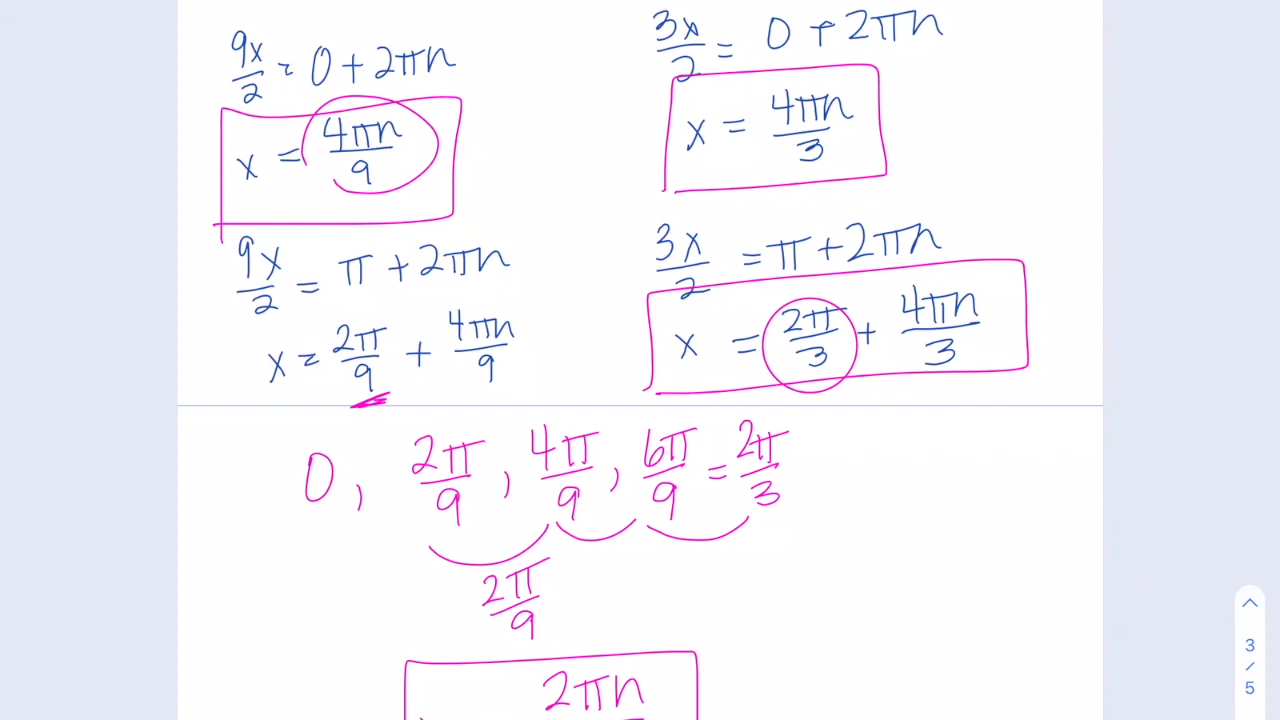 9x/2 = 0 + 2πn
x = 4πn/9
9x/2 = π + 2πn
x = 2π/9 + 4πn/9
3x/2 = 0 + 2πn
x = 4πn/3
3x/2 = π + 2πn
x = 2π/3 + 4πn/3
0, 2π/9, 4π/9, 6π/9 = 2π/3
2π/9
2πn
3
/
5